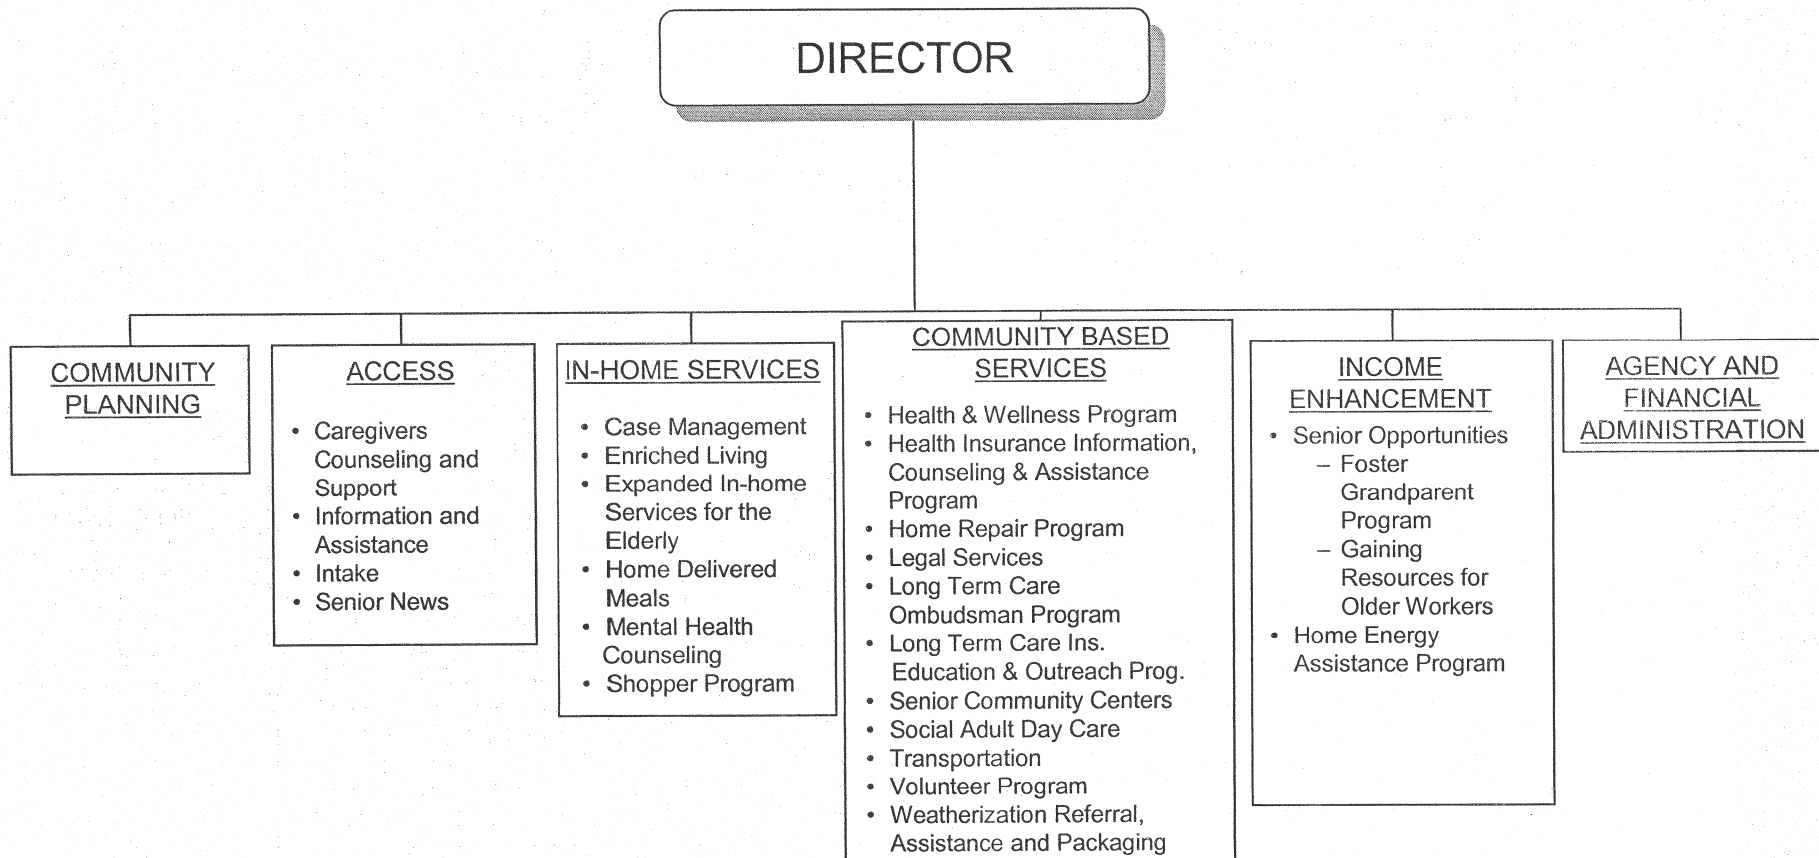 DIRECTOR
COMMUNITY
PLANNING
ACCESS
• Caregivers
Counseling and
Support
• Information and
Assistance
• Intake
• Senior News
IN-HOME SERVICES
• Case Management
• Enriched Living
• Expanded In-home
Services for the
Elderly
• Home Delivered
Meals
• Mental Health
Counseling
• Shopper Program
COMMUNITY BASED
SERVICES
• Health & Wellness Program
• Health Insurance Information,
Counseling & Assistance
Program
• Home Repair Program
• Legal Services
• Long Term Care
Ombudsman Program
• Long Term Care Ins.
Education & Outreach Prog.
• Senior Community Centers
• Social Adult Day Care
• Transportation
• Volunteer Program
• Weatherization Referral,
Assistance and Packaging
INCOME
ENHANCEMENT
• Senior Opportunities
– Foster
Grandparent
Program
– Gaining
Resources for
Older Workers
• Home Energy
Assistance Program
AGENCY AND
FINANCIAL
ADMINISTRATION